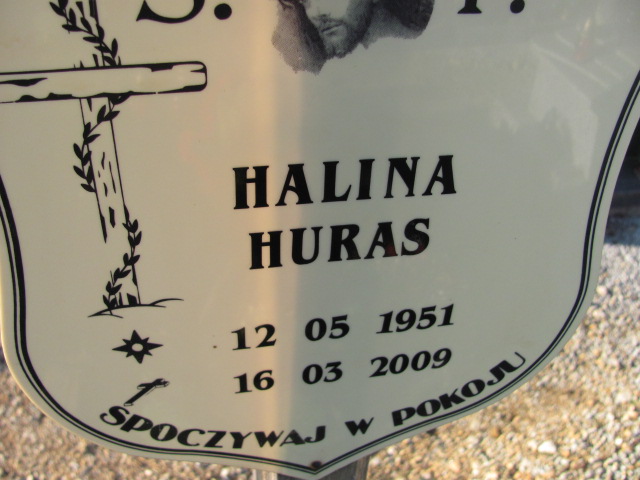 S. P.
HALINA
HURAS
12 05 1951
16 03 2009
SPOCZYWAJ W POKOJU